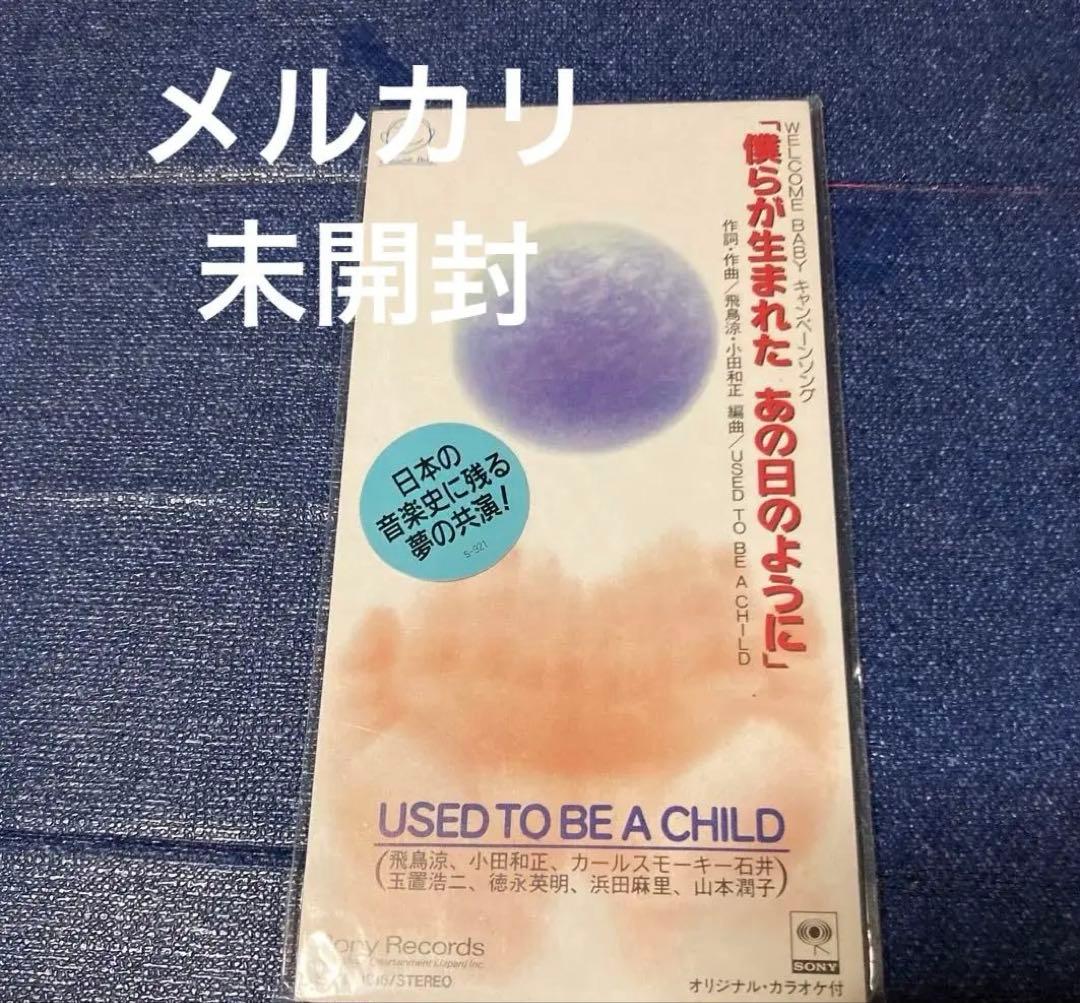 メルカリ
未開封
WELCOME BABY キャンペーンソング
「僕らが生まれた あの日のように」
作詞・作曲/飛鳥涼・小田和正 編曲/USED TO BE A CHILD
日本の
音楽史に残る
夢の共演!
S-921
USED TO BE A CHILD
(飛鳥涼、小田和正、カールスモーキー石井
玉置浩二、徳永英明、浜田麻里、山本潤子)
Sony Records
Entertainment (Japan) Inc.
/STEREO
SONY
オリジナル・カラオケ付